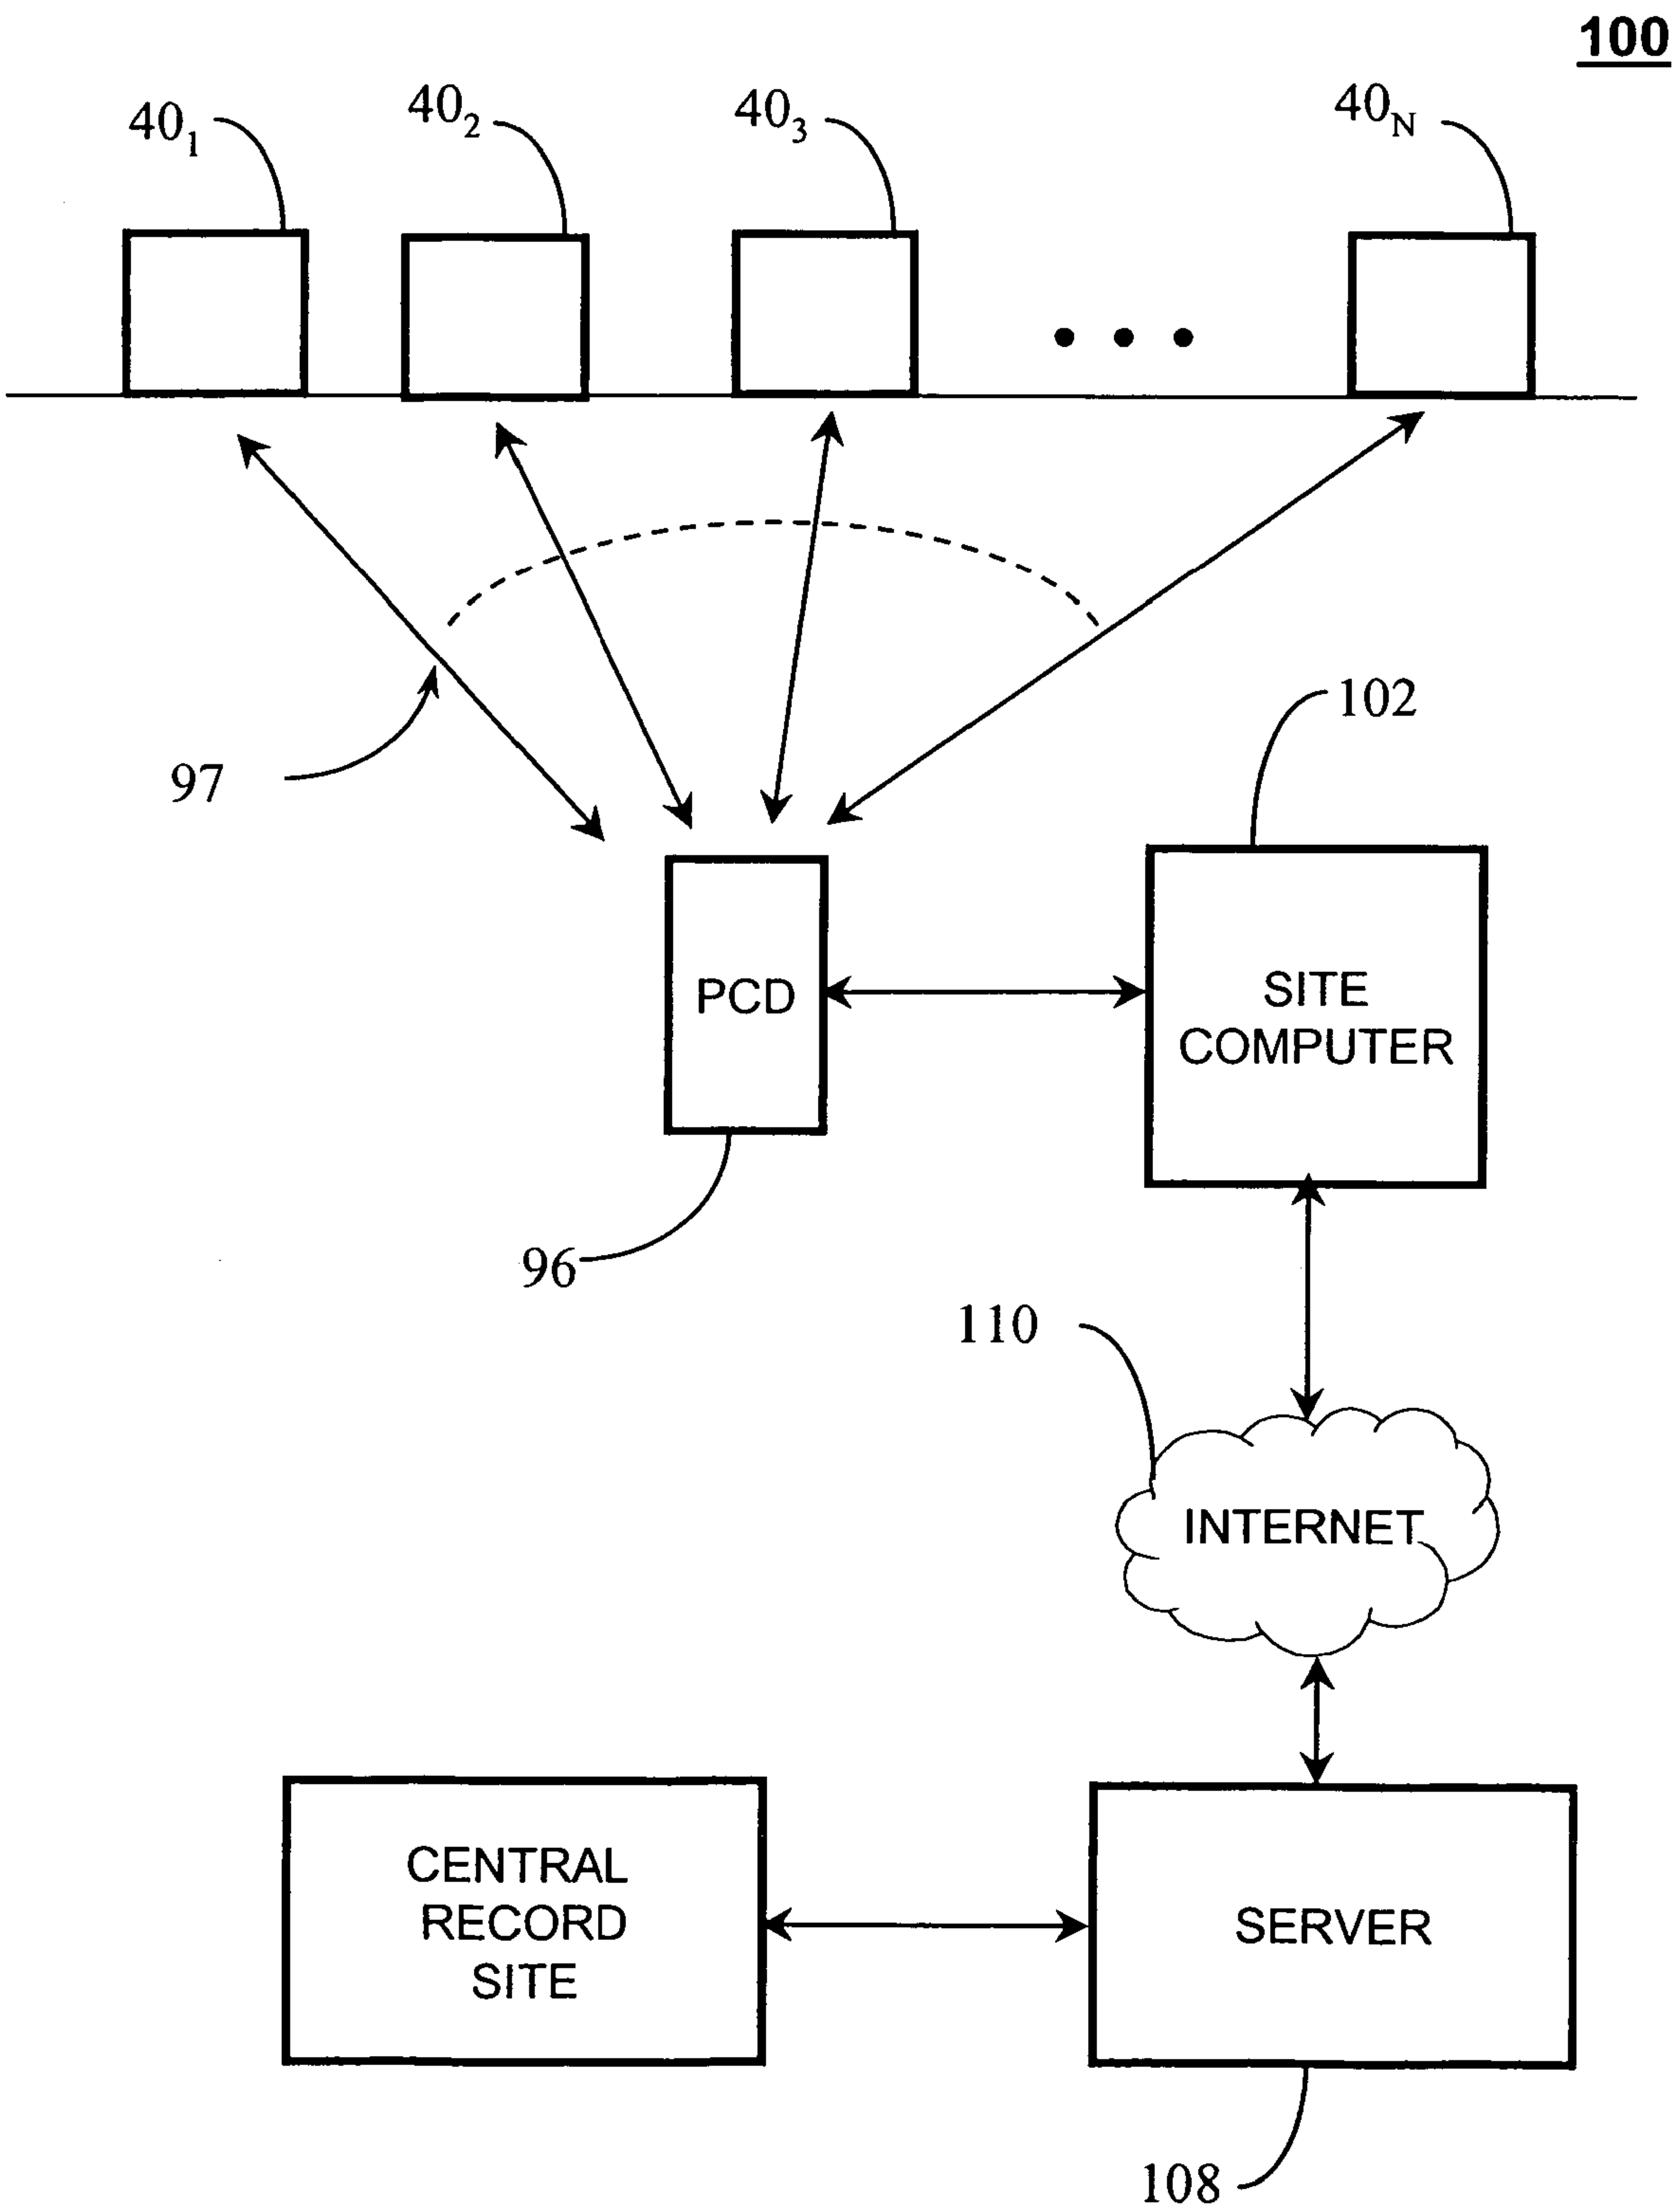 100
40₁
40₂
40₃
40N
102
97
PCD
SITE
COMPUTER
96
110
INTERNET
CENTRAL
RECORD
SITE
SERVER
108